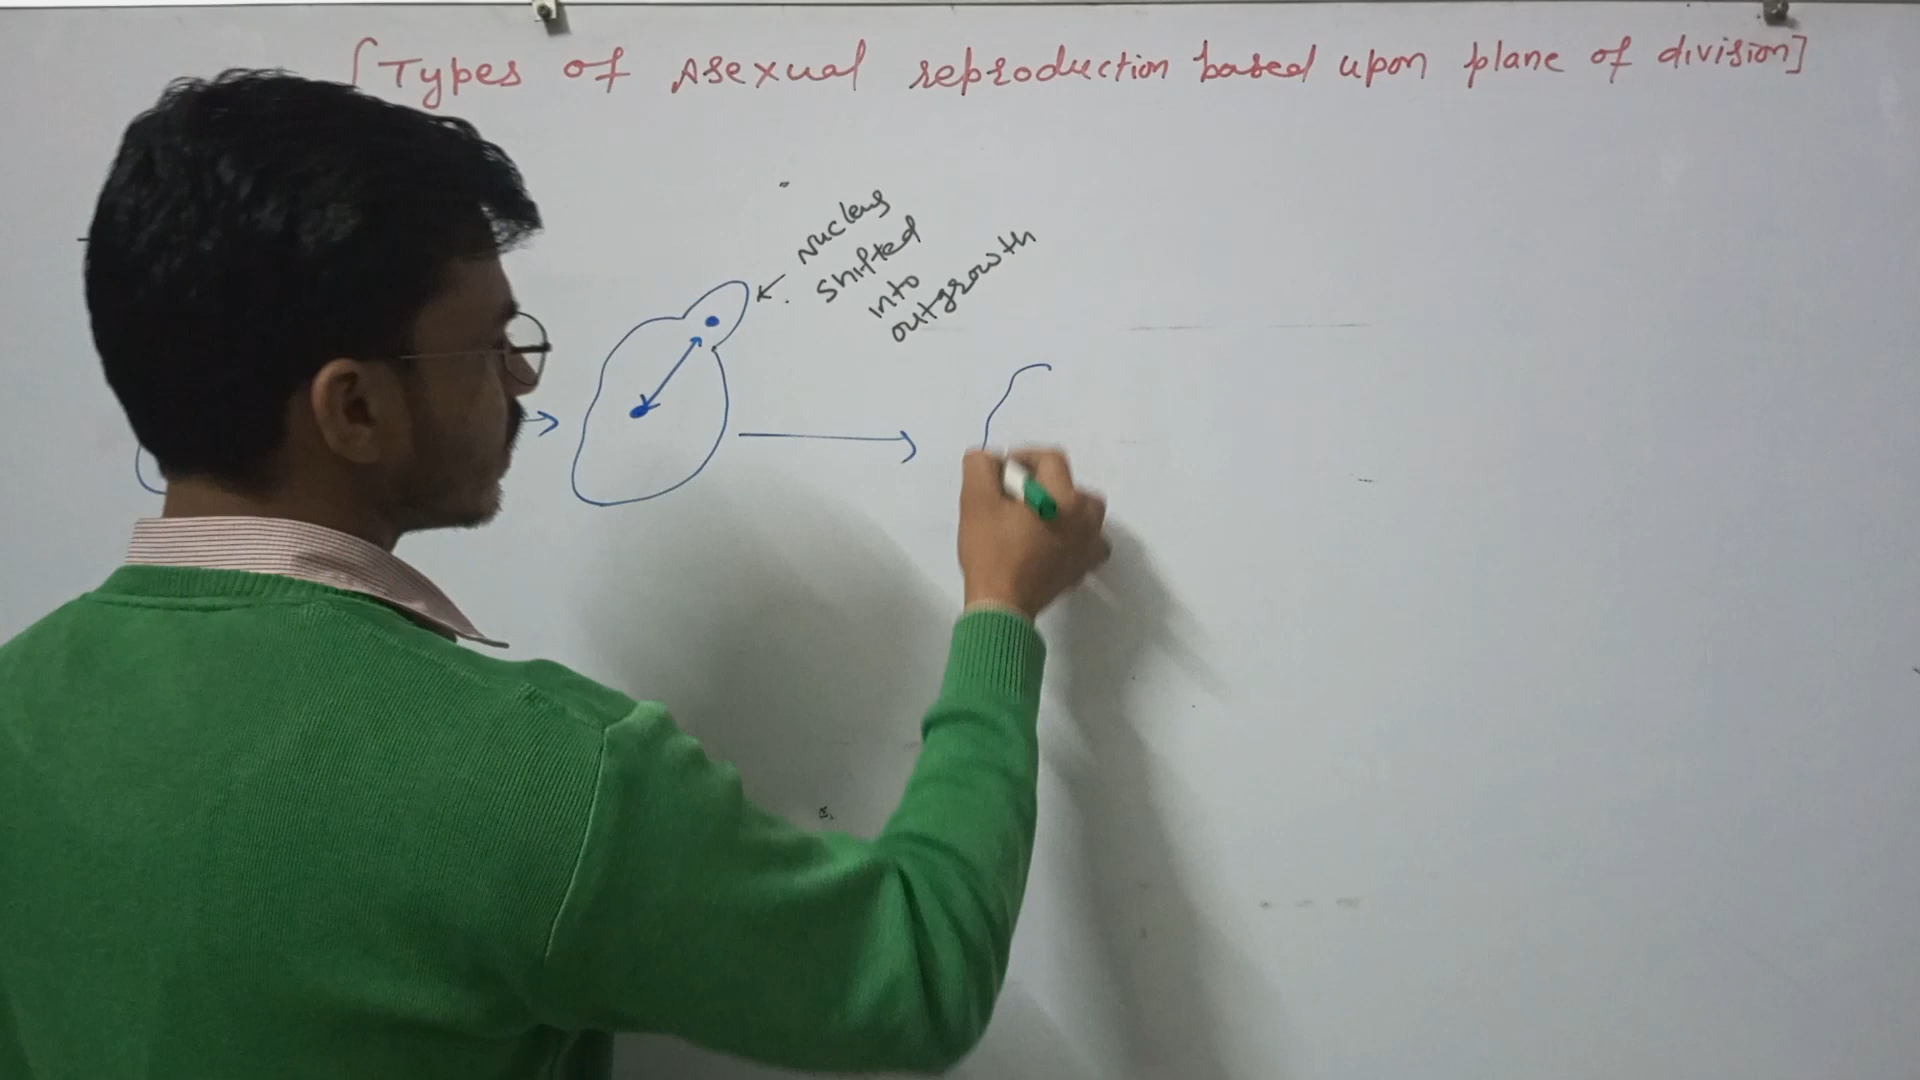 [Types of Asexual reproduction based upon plane of division]
Nucleus
shifted
into
outgrowth